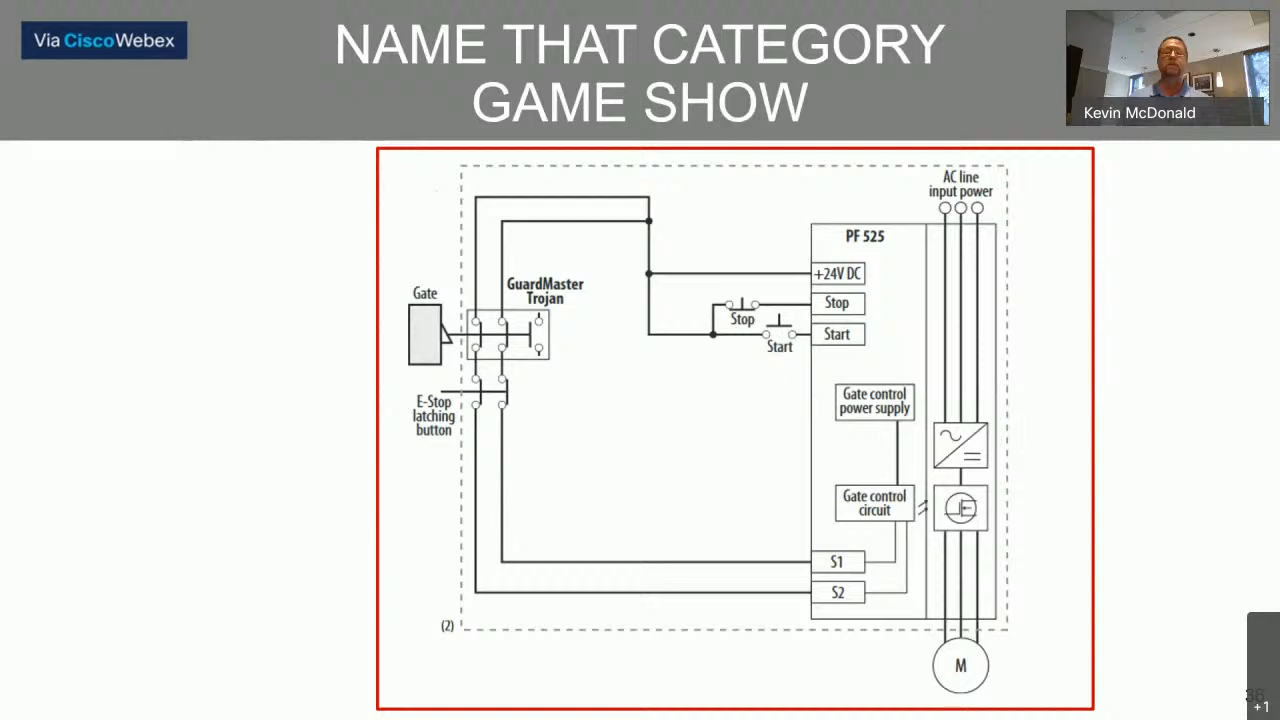 Via CiscoWebex
NAME THAT CATEGORY
GAME SHOW
Kevin McDonald
AC line
input power
PF 525
+24V DC
GuardMaster
Trojan
Gate
Stop
Stop
Start
Start
Gate control
power supply
E-Stop
latching
button
Gate control
circuit
S1
S2
(2)
M
36
+1